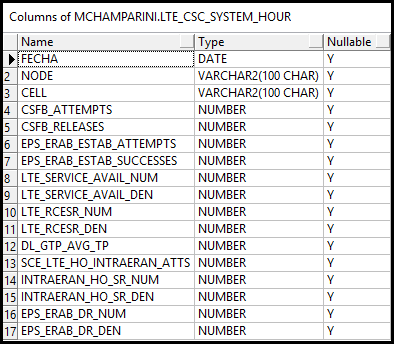 Columns of MCHAMPARINI.LTE_CSC_SYSTEM_HOUR
Name Type Nullable
FECHA DATE Y
2 NODE VARCHAR2(100 CHAR) Y
3 CELL VARCHAR2(100 CHAR) Y
4 CSFB_ATTEMPTS NUMBER Y
5 CSFB_RELEASES NUMBER Y
6 EPS_ERAB_ESTAB_ATTEMPTS NUMBER Y
7 EPS_ERAB_ESTAB_SUCCESSES NUMBER Y
8 LTE_SERVICE_AVAIL_NUM NUMBER Y
9 LTE_SERVICE_AVAIL_DEN NUMBER Y
10 LTE_RCESR_NUM NUMBER Y
11 LTE_RCESR_DEN NUMBER Y
12 DL_GTP_AVG_TP NUMBER Y
13 SCE_LTE_HO_INTRAERAN_ATTS NUMBER Y
14 INTRAERAN_HO_SR_NUM NUMBER Y
15 INTRAERAN_HO_SR_DEN NUMBER Y
16 EPS_ERAB_DR_NUM NUMBER Y
17 EPS_ERAB_DR_DEN NUMBER Y